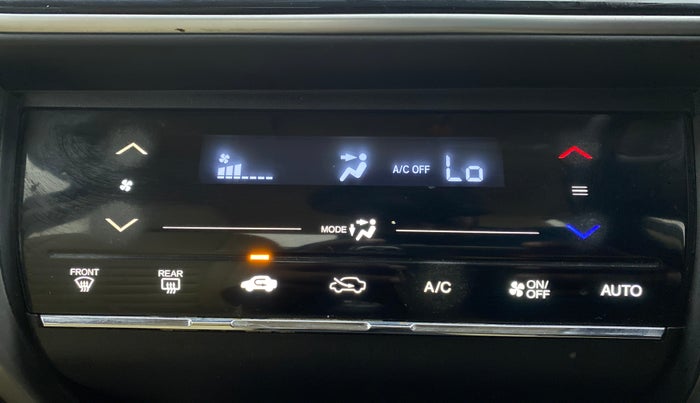 A/C OFF Lo
MODE
FRONT REAR A/C ON/OFF AUTO